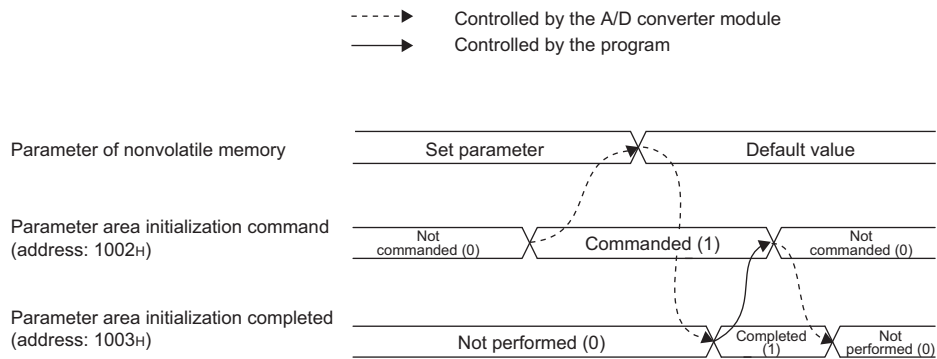 Controlled by the A/D converter module
Controlled by the program
Parameter of nonvolatile memory
Set parameter
Default value
Parameter area initialization command
(address: 1002H)
Not
commanded (0)
Commanded (1)
Not
commanded (0)
Parameter area initialization completed
(address: 1003H)
Not performed (0)
Completed
(1)
Not
performed (0)